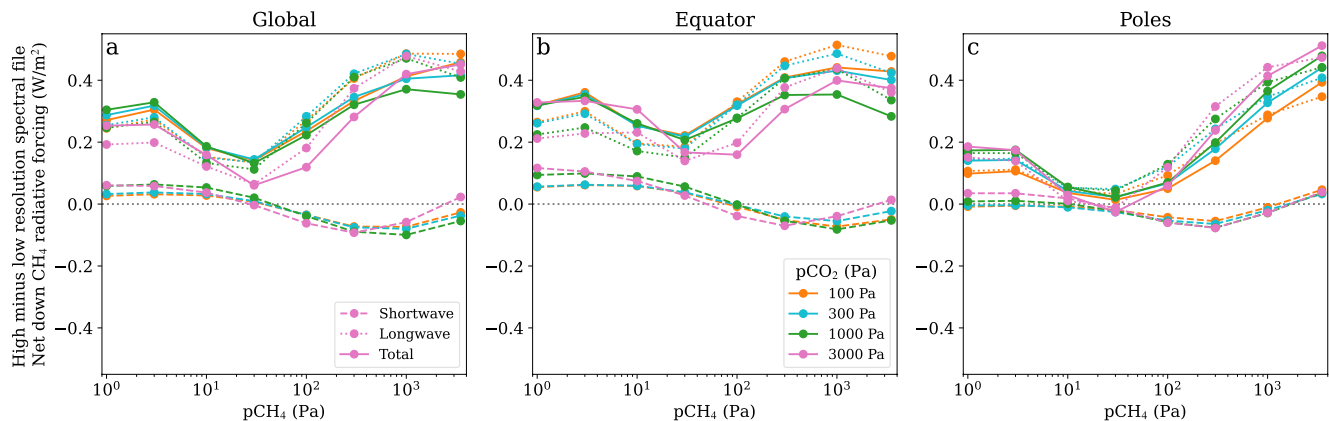 Global
Equator
Poles
High minus low resolution spectral file
Net down CH₄ radiative forcing (W/m²)
a
b
c
0.4
0.2
0.0
−0.2
−0.4
0.4
0.2
0.0
−0.2
−0.4
0.4
0.2
0.0
−0.2
−0.4
Shortwave
Longwave
Total
pCO₂ (Pa)
100 Pa
300 Pa
1000 Pa
3000 Pa
10⁰ 10¹ 10² 10³
10⁰ 10¹ 10² 10³
10⁰ 10¹ 10² 10³
pCH₄ (Pa)
pCH₄ (Pa)
pCH₄ (Pa)